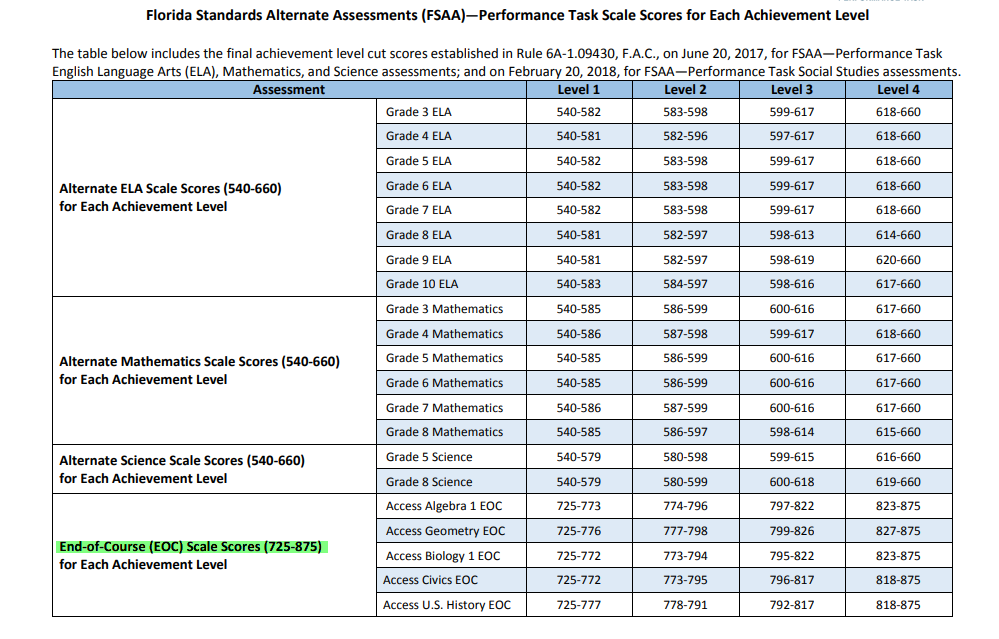 Florida Standards Alternate Assessments (FSAA)—Performance Task Scale Scores for Each Achievement Level
The table below includes the final achievement level cut scores established in Rule 6A-1.09430, F.A.C., on June 20, 2017, for FSAA—Performance Task
English Language Arts (ELA), Mathematics, and Science assessments; and on February 20, 2018, for FSAA—Performance Task Social Studies assessments.
Assessment Level 1 Level 2 Level 3 Level 4
Alternate ELA Scale Scores (540-660)
for Each Achievement Level
Grade 3 ELA 540-582 583-598 599-617 618-660
Grade 4 ELA 540-581 582-596 597-617 618-660
Grade 5 ELA 540-582 583-598 599-617 618-660
Grade 6 ELA 540-582 583-598 599-617 618-660
Grade 7 ELA 540-582 583-598 599-617 618-660
Grade 8 ELA 540-581 582-597 598-613 614-660
Grade 9 ELA 540-581 582-597 598-619 620-660
Grade 10 ELA 540-583 584-597 598-616 617-660
Alternate Mathematics Scale Scores (540-660)
for Each Achievement Level
Grade 3 Mathematics 540-585 586-599 600-616 617-660
Grade 4 Mathematics 540-586 587-598 599-617 618-660
Grade 5 Mathematics 540-585 586-599 600-616 617-660
Grade 6 Mathematics 540-585 586-599 600-616 617-660
Grade 7 Mathematics 540-586 587-599 600-616 617-660
Grade 8 Mathematics 540-585 586-597 598-614 615-660
Alternate Science Scale Scores (540-660)
for Each Achievement Level
Grade 5 Science 540-579 580-598 599-615 616-660
Grade 8 Science 540-579 580-599 600-618 619-660
End-of-Course (EOC) Scale Scores (725-875)
for Each Achievement Level
Access Algebra 1 EOC 725-773 774-796 797-822 823-875
Access Geometry EOC 725-776 777-798 799-826 827-875
Access Biology 1 EOC 725-772 773-794 795-822 823-875
Access Civics EOC 725-772 773-795 796-817 818-875
Access U.S. History EOC 725-777 778-791 792-817 818-875